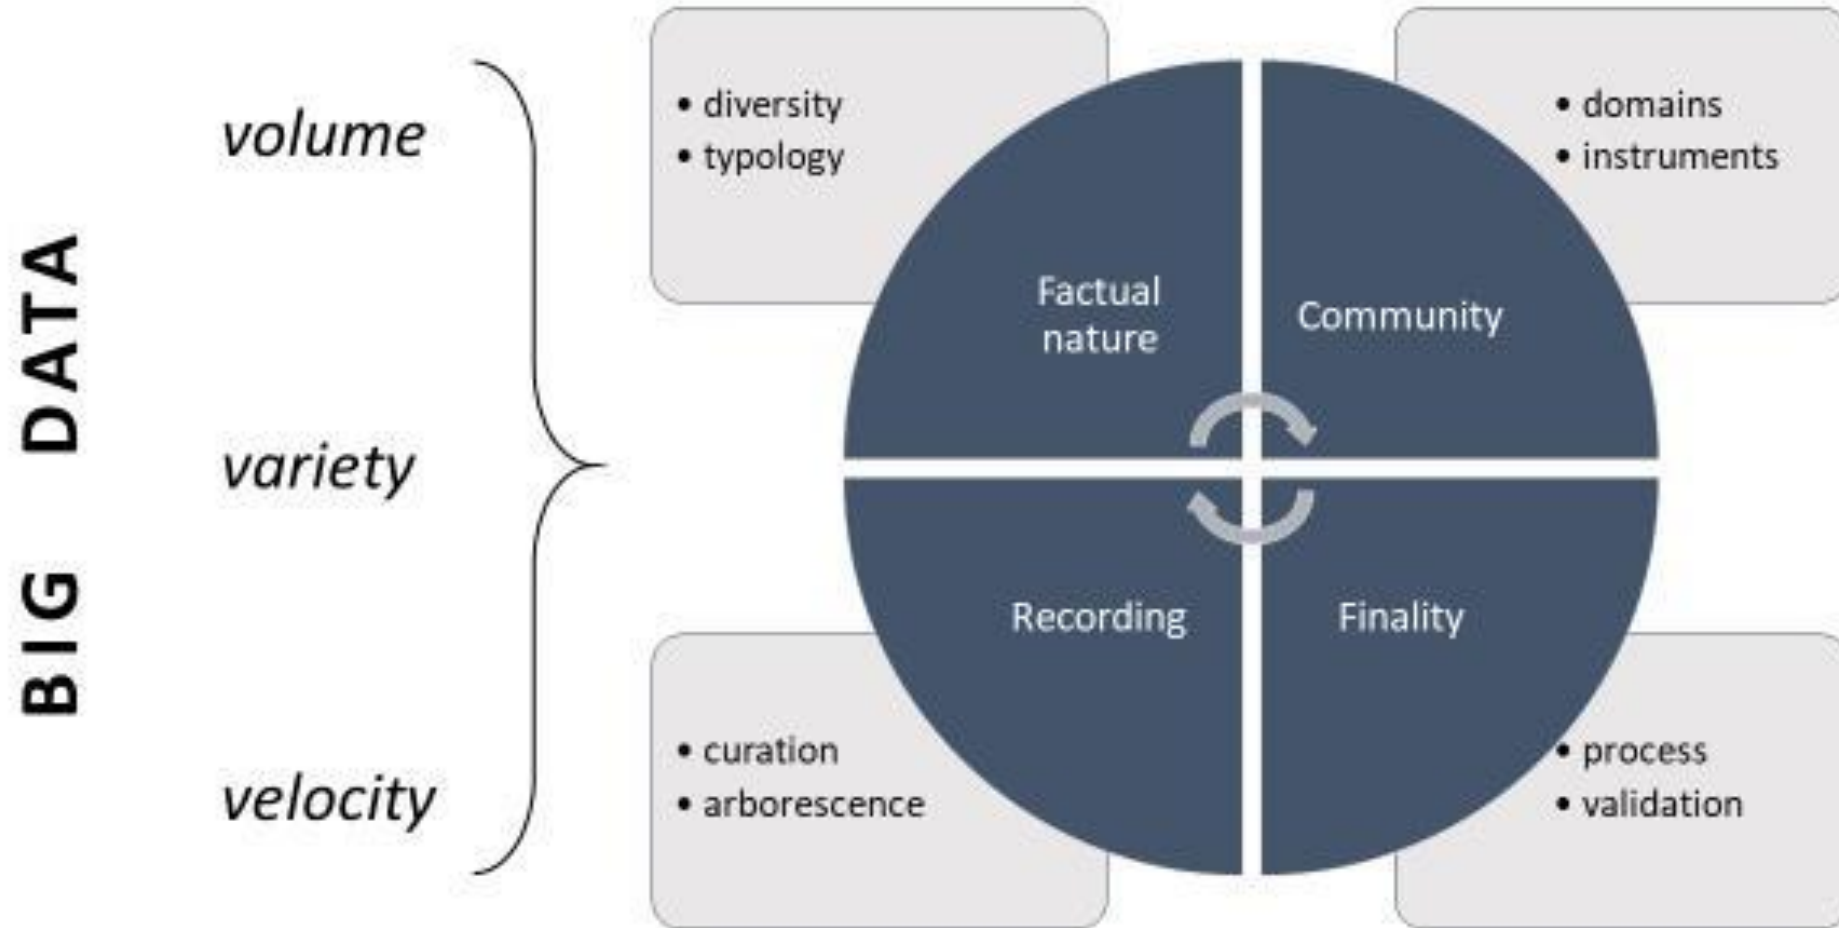 BIG DATA
volume
variety
velocity
• diversity
• typology
• domains
• instruments
Factual
nature
Community
Recording
Finality
• curation
• arborescence
• process
• validation